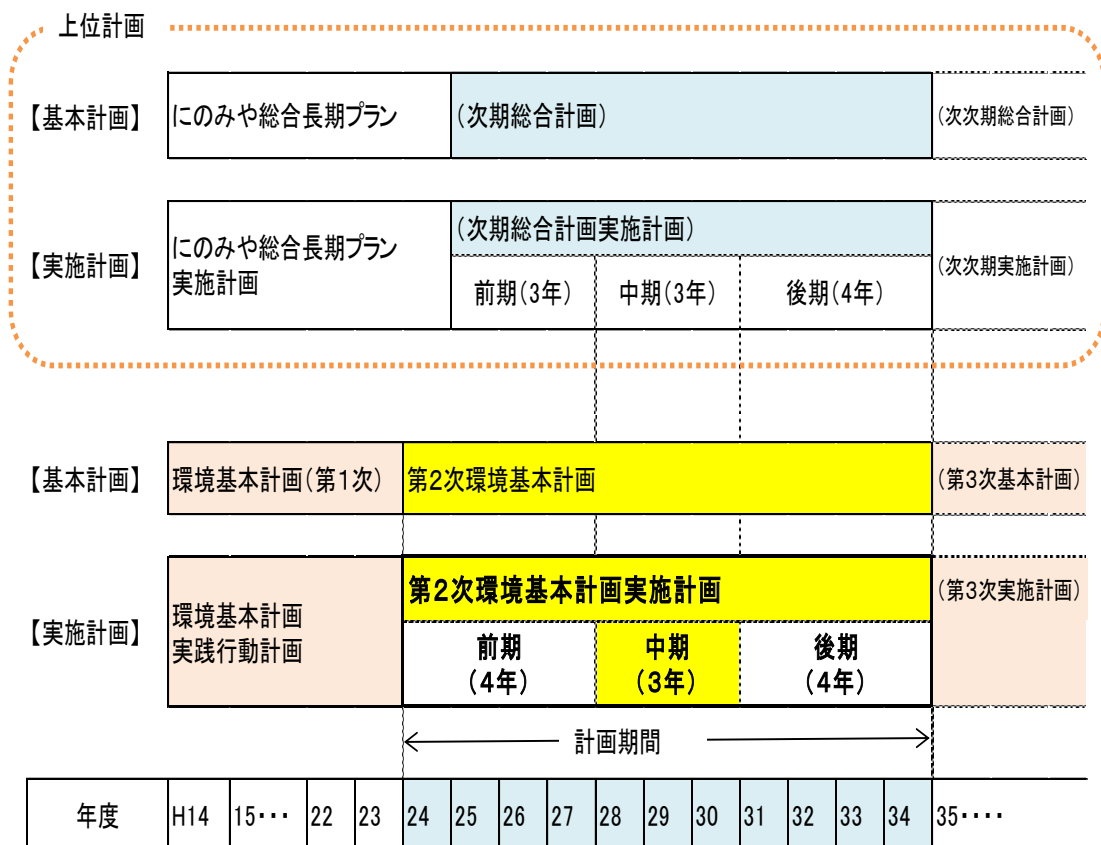 上位計画
【基本計画】 にのみや総合長期プラン (次期総合計画) (次次期総合計画)
(次期総合計画実施計画)
【実施計画】 にのみや総合長期プラン 実施計画 (次次期実施計画)
前期(3年) 中期(3年) 後期(4年)
【基本計画】 環境基本計画(第1次) 第2次環境基本計画 (第3次基本計画)
第2次環境基本計画実施計画 (第3次実施計画)
【実施計画】 環境基本計画
実践行動計画
前期 中期 後期
(4年) (3年) (4年)
計画期間
年度 H14 15・・・ 22 23 24 25 26 27 28 29 30 31 32 33 34 35・・・・